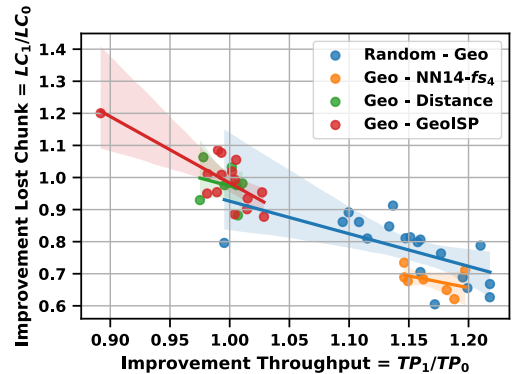 Improvement Lost Chunk = LC₁/LC₀
1.4
1.3
1.2
1.1
1.0
0.9
0.8
0.7
0.6
Random - Geo
Geo - NN14-fs₄
Geo - Distance
Geo - GeoISP
0.90 0.95 1.00 1.05 1.10 1.15 1.20
Improvement Throughput = TP₁/TP₀